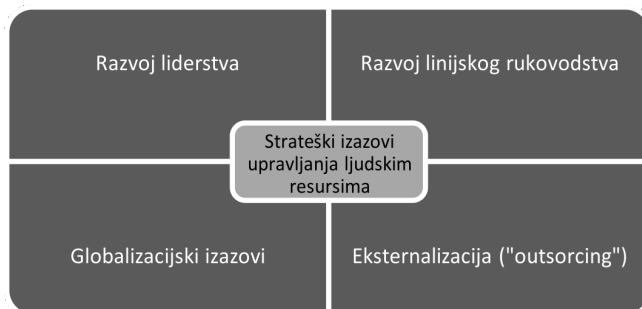 Razvoj liderstva
Razvoj linijskog rukovodstva
Strateški izazovi
upravljanja ljudskim
resursima
Globalizacijski izazovi
Eksternalizacija ("outsorcing")